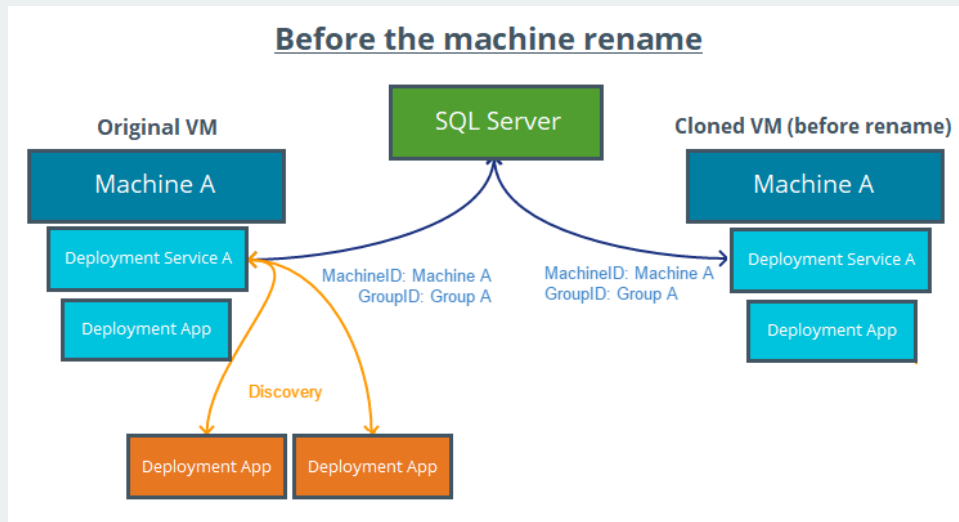 Before the machine rename
SQL Server
Original VM
Cloned VM (before rename)
Machine A
Machine A
Deployment Service A
Deployment Service A
MachineID: Machine A
GroupID: Group A
MachineID: Machine A
GroupID: Group A
Deployment App
Deployment App
Discovery
Deployment App
Deployment App